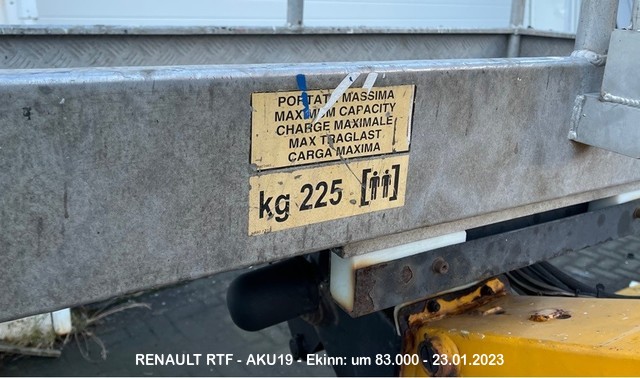 PORTATA MASSIMA
MAXIMUM CAPACITY
CHARGE MAXIMALE
MAX TRAGLAST
CARGA MAXIMA
kg 225
RENAULT RTF - AKU19 - Ekinn: um 83.000 - 23.01.2023